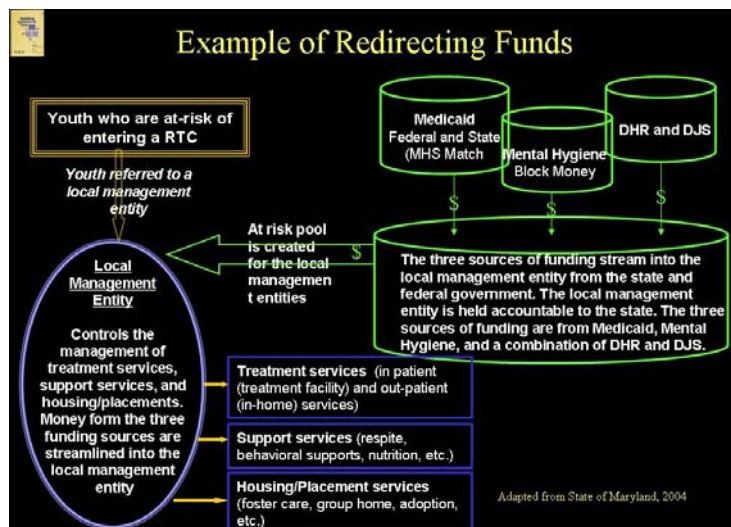 Example of Redirecting Funds
Youth who are at-risk of
entering a RTC
Youth referred to a
local management
entity
Medicaid
Federal and State
(MHS Match
Mental Hygiene
Block Money
DHR and DJS
$
$
$
At risk pool
is created
for the local
managemen
t entities
$
The three sources of funding stream into the
local management entity from the state and
federal government. The local management
entity is held accountable to the state. The three
sources of funding are from Medicaid, Mental
Hygiene, and a combination of DHR and DJS.
Local
Management
Entity
Controls the
management of
treatment services,
support services, and
housing/placements.
Money form the three
funding sources are
streamlined into the
local management
entity
Treatment services (in patient
(treatment facility) and out-patient
(in-home) services)
Support services (respite,
behavioral supports, nutrition, etc.)
Housing/Placement services
(foster care, group home, adoption,
etc.)
Adapted from State of Maryland, 2004